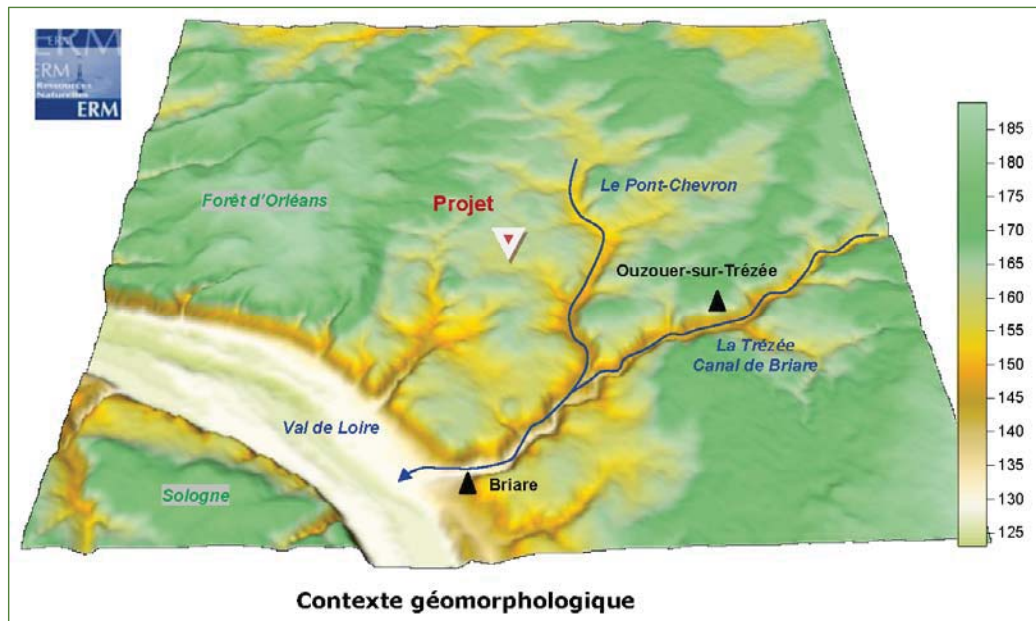 ERM
ERM
ERM
Ressources
Naturelles
ERM
Le Pont-Chevron
Forêt d'Orléans
Projet
Ouzouer-sur-Trézée
La Trézée
Canal de Briare
Val de Loire
Briare
Sologne
185
180
175
170
165
160
155
150
145
140
135
130
125
Contexte géomorphologique